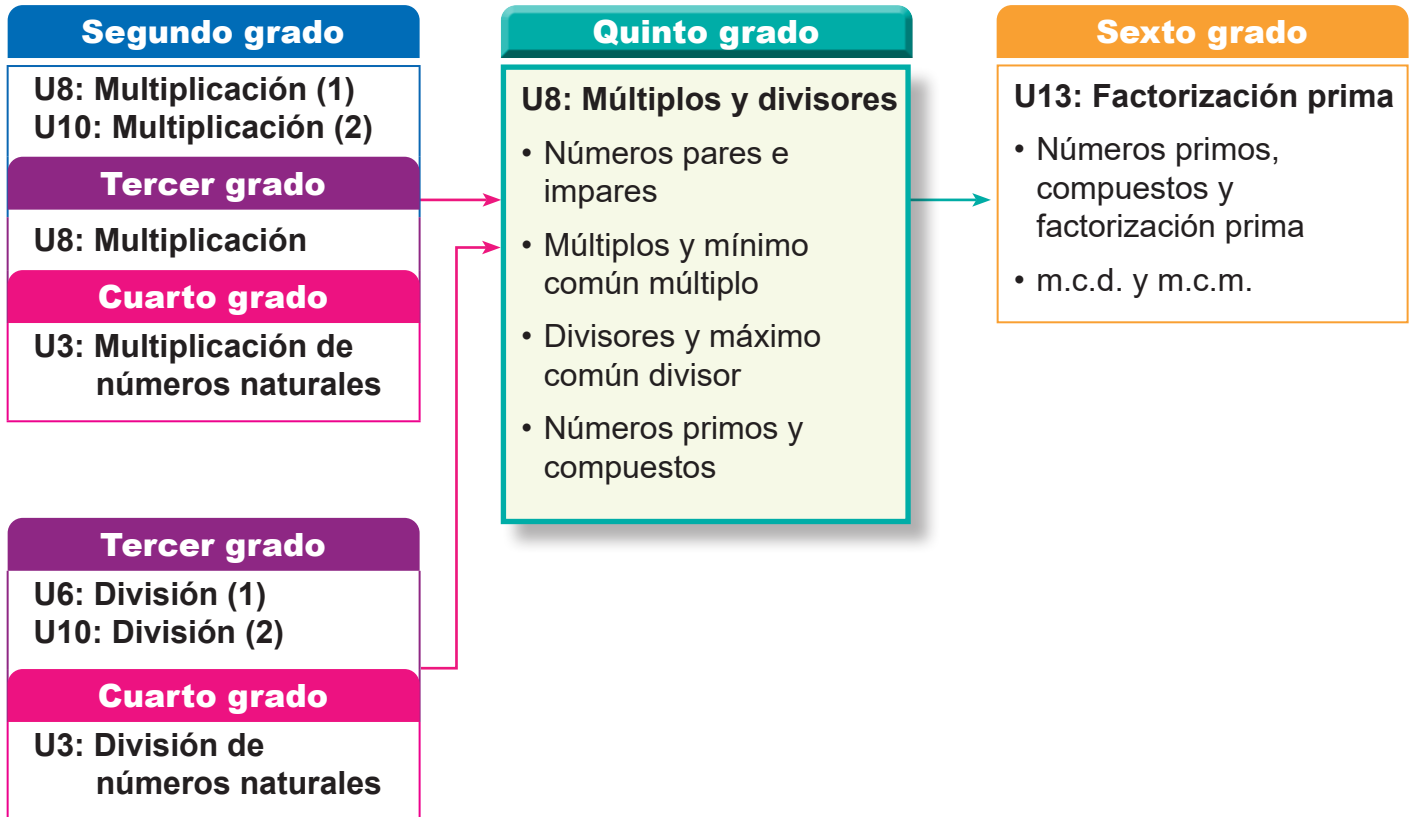 Segundo grado
U8: Multiplicación (1)
U10: Multiplicación (2)
Tercer grado
U8: Multiplicación
Cuarto grado
U3: Multiplicación de
números naturales
Tercer grado
U6: División (1)
U10: División (2)
Cuarto grado
U3: División de
números naturales
Quinto grado
U8: Múltiplos y divisores
• Números pares e
impares
• Múltiplos y mínimo
común múltiplo
• Divisores y máximo
común divisor
• Números primos y
compuestos
Sexto grado
U13: Factorización prima
• Números primos,
compuestos y
factorización prima
• m.c.d. y m.c.m.